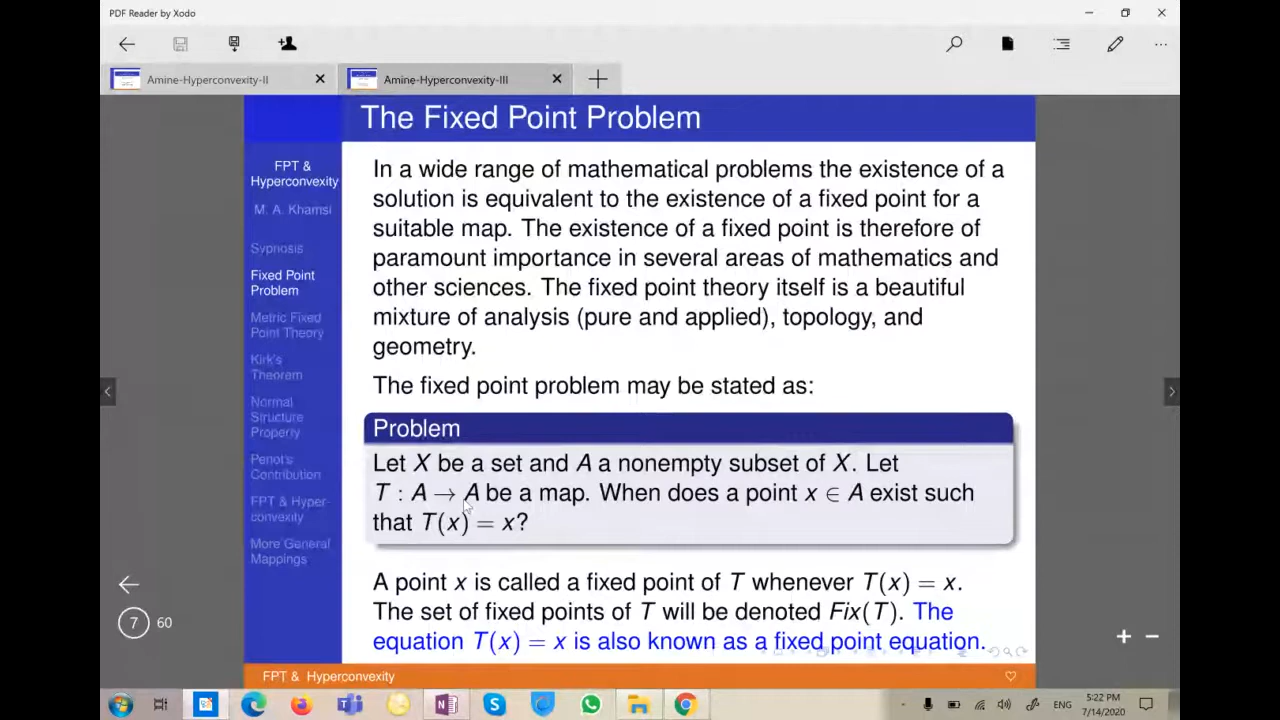 PDF Reader by Xodo
Amine-Hyperconvexity-II
Amine-Hyperconvexity-III
The Fixed Point Problem
FPT &
Hyperconvexity
M. A. Khamsi
Sypnosis
Fixed Point
Problem
Metric Fixed
Point Theory
Kirk's
Theorem
Normal
Structure
Property
Penot's
Contribution
FPT & Hyper-
convexity
More General
Mappings
In a wide range of mathematical problems the existence of a
solution is equivalent to the existence of a fixed point for a
suitable map. The existence of a fixed point is therefore of
paramount importance in several areas of mathematics and
other sciences. The fixed point theory itself is a beautiful
mixture of analysis (pure and applied), topology, and
geometry.
The fixed point problem may be stated as:
Problem
Let X be a set and A a nonempty subset of X. Let
T : A → A be a map. When does a point x ∈ A exist such
that T(x) = x?
A point x is called a fixed point of T whenever T(x) = x.
The set of fixed points of T will be denoted Fix(T). The
equation T(x) = x is also known as a fixed point equation.
7 60
FPT & Hyperconvexity
ENG
5:22 PM
7/14/2020